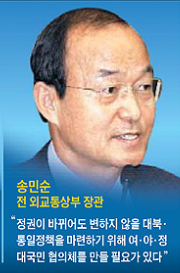 송민순
전 외교통상부 장관
“정권이 바뀌어도 변하지 않을 대북·
통일정책을 마련하기 위해 여·야·정
대국민 협의체를 만들 필요가 있다”